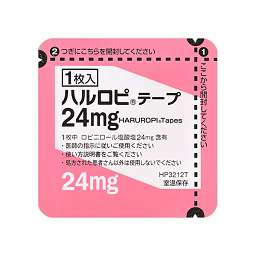 ②つぎにこちらを開封してください
①
ここから開封してください
1枚入
ハルロピ®テープ
24mg HARUROPI®Tapes
1枚中 ロピニロール塩酸塩24mg 含有
・医師の指示に従いご使用ください
・使い方説明書をご覧ください
・処方された患者さん以外は使用しないでください
24mg
HP3212T
室温保存